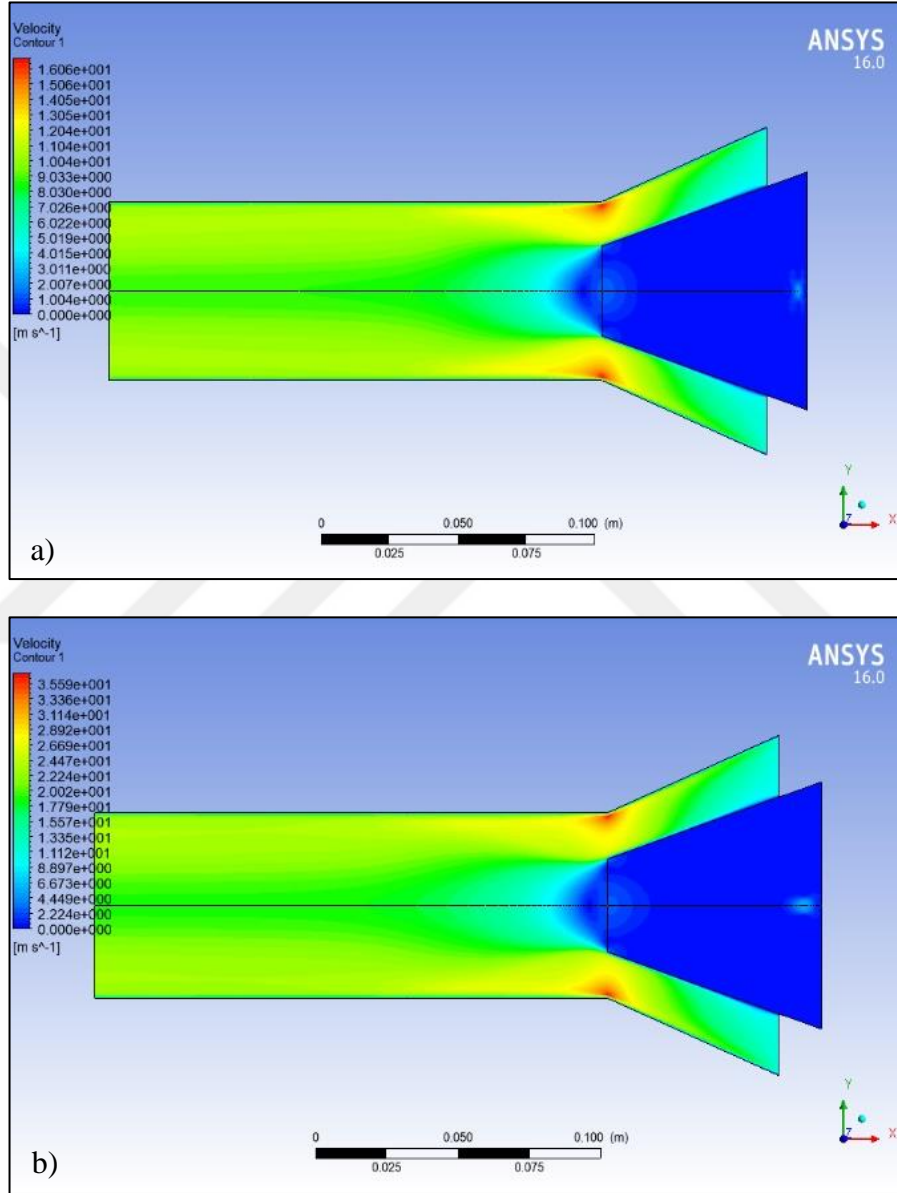 Velocity
Contour 1
1.606e+001
1.506e+001
1.405e+001
1.305e+001
1.204e+001
1.104e+001
1.004e+001
9.033e+000
8.030e+000
7.026e+000
6.022e+000
5.019e+000
4.015e+000
3.011e+000
2.007e+000
1.004e+000
0.000e+000
[m s^-1]
ANSYS
16.0
0 0.050 0.100 (m)
0.025 0.075
Y
Z X
a)
Velocity
Contour 1
3.559e+001
3.336e+001
3.114e+001
2.892e+001
2.669e+001
2.447e+001
2.224e+001
2.002e+001
1.779e+001
1.557e+001
1.335e+001
1.112e+001
8.897e+000
6.673e+000
4.449e+000
2.224e+000
0.000e+000
[m s^-1]
ANSYS
16.0
0 0.050 0.100 (m)
0.025 0.075
Y
Z X
b)